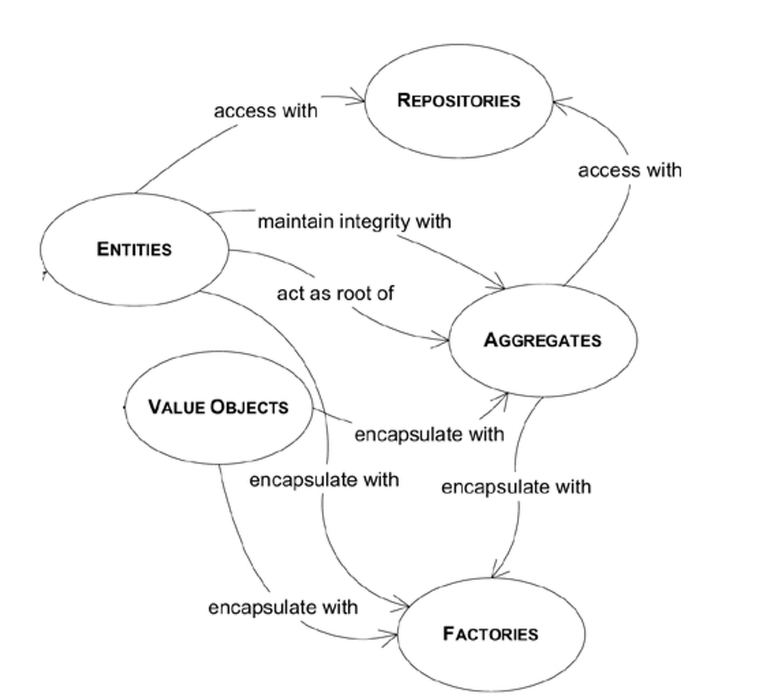 REPOSITORIES
access with
access with
maintain integrity with
ENTITIES
act as root of
AGGREGATES
VALUE OBJECTS
encapsulate with
encapsulate with
encapsulate with
encapsulate with
FACTORIES